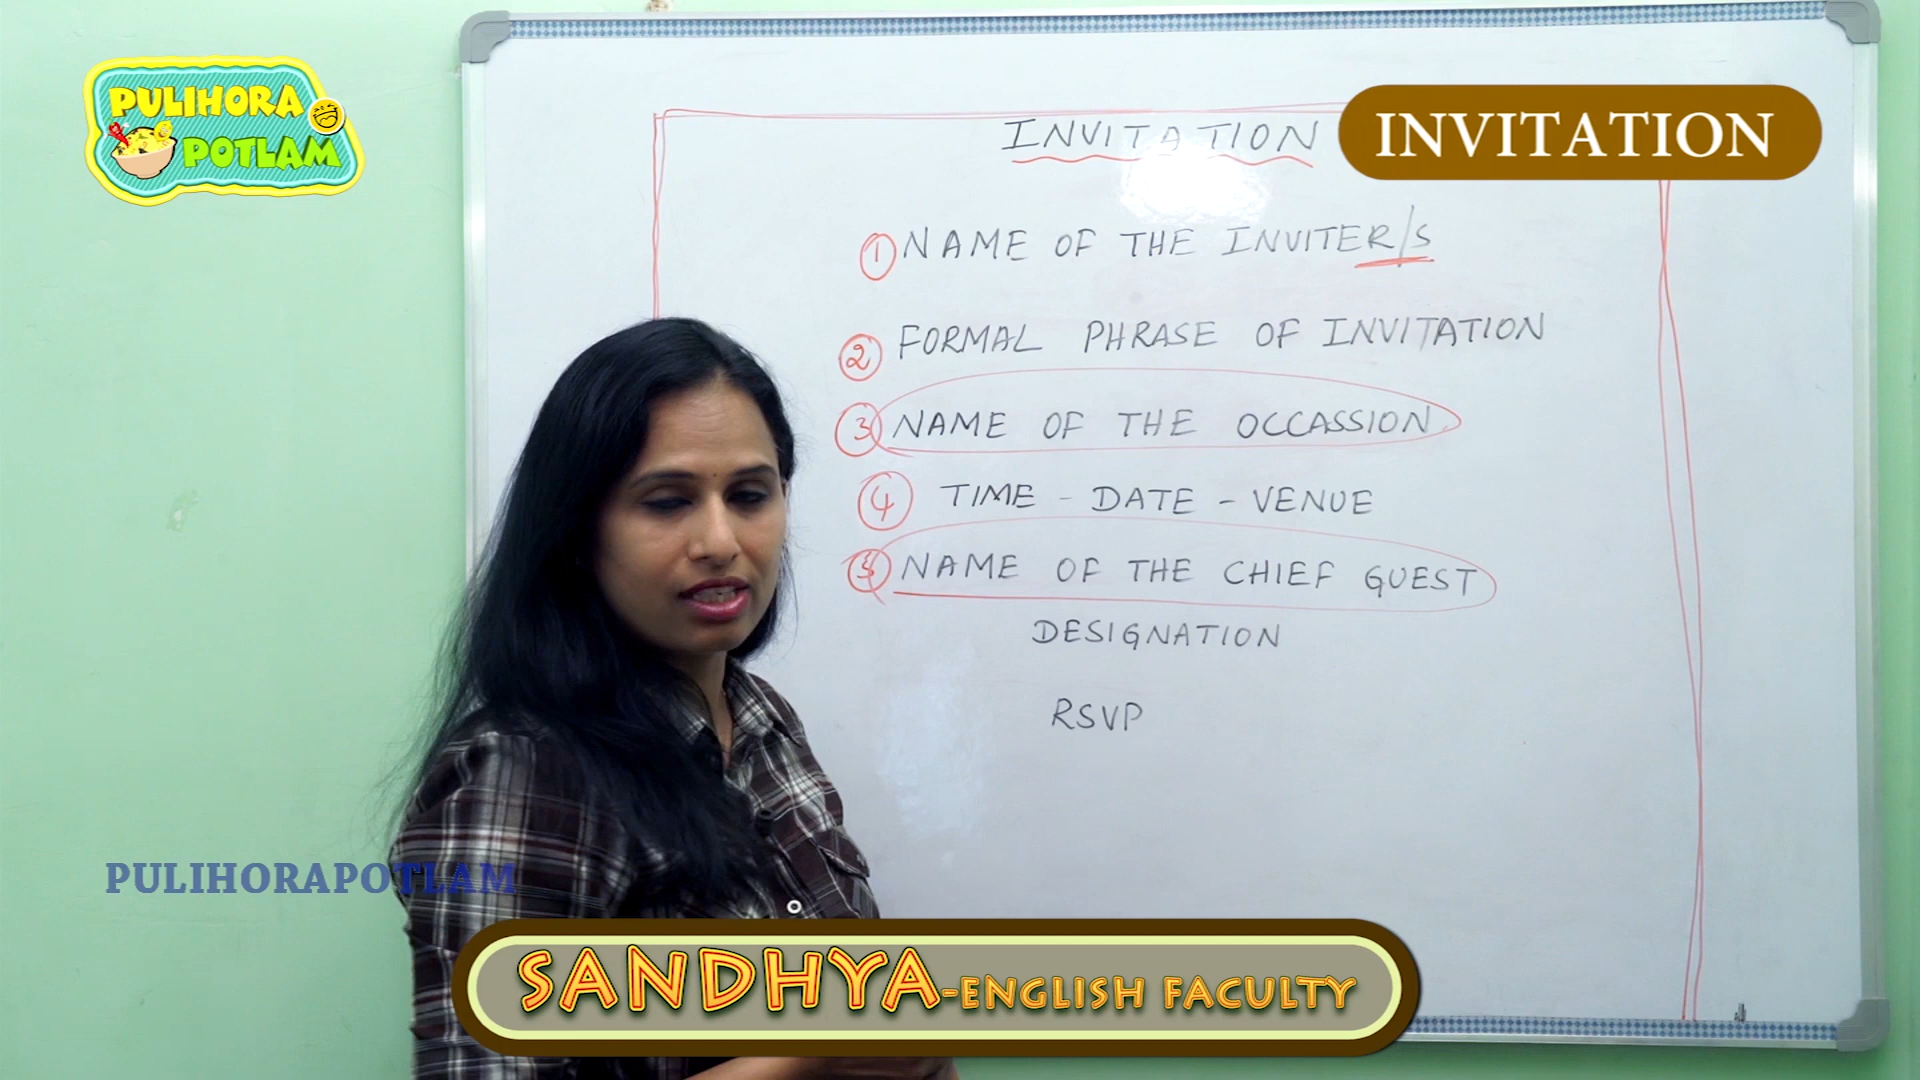 PULIHORA
POTLAM
INVITATION
INVITATION
① NAME OF THE INVITER/S
② FORMAL PHRASE OF INVITATION
③ NAME OF THE OCCASSION
④ TIME - DATE - VENUE
⑤ NAME OF THE CHIEF GUEST
DESIGNATION
RSVP
PULIHORAPOTLAM
SANDHYA-ENGLISH FACULTY